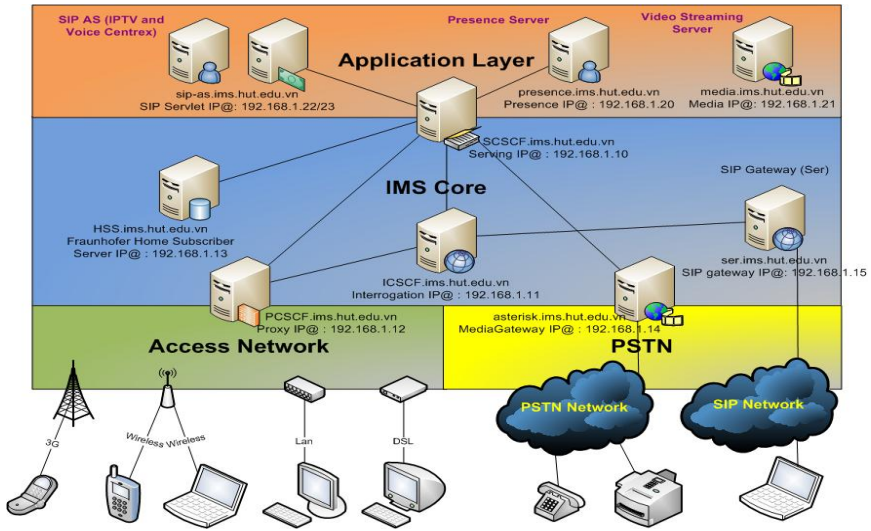 SIP AS (IPTV and
Voice Centrex)
Presence Server
Video Streaming
Server
Application Layer
sip-as.ims.hut.edu.vn
SIP Servlet IP@: 192.168.1.22/23
presence.ims.hut.edu.vn
Presence IP@ : 192.168.1.20
media.ims.hut.edu.vn
Media IP@ : 192.168.1.21
SCSCF.ims.hut.edu.vn
Serving IP@ : 192.168.1.10
IMS Core
SIP Gateway (Ser)
HSS.ims.hut.edu.vn
Fraunhofer Home Subscriber
Server IP@ : 192.168.1.13
ICSCF.ims.hut.edu.vn
Interrogation IP@ : 192.168.1.11
ser.ims.hut.edu.vn
SIP gateway IP@: 192.168.1.15
PCSCF.ims.hut.edu.vn
Proxy IP@ : 192.168.1.12
asterisk.ims.hut.edu.vn
MediaGateway IP@ : 192.168.1.14
Access Network
PSTN
PSTN Network
SIP Network
3G
Wireless
Wireless
Lan
DSL